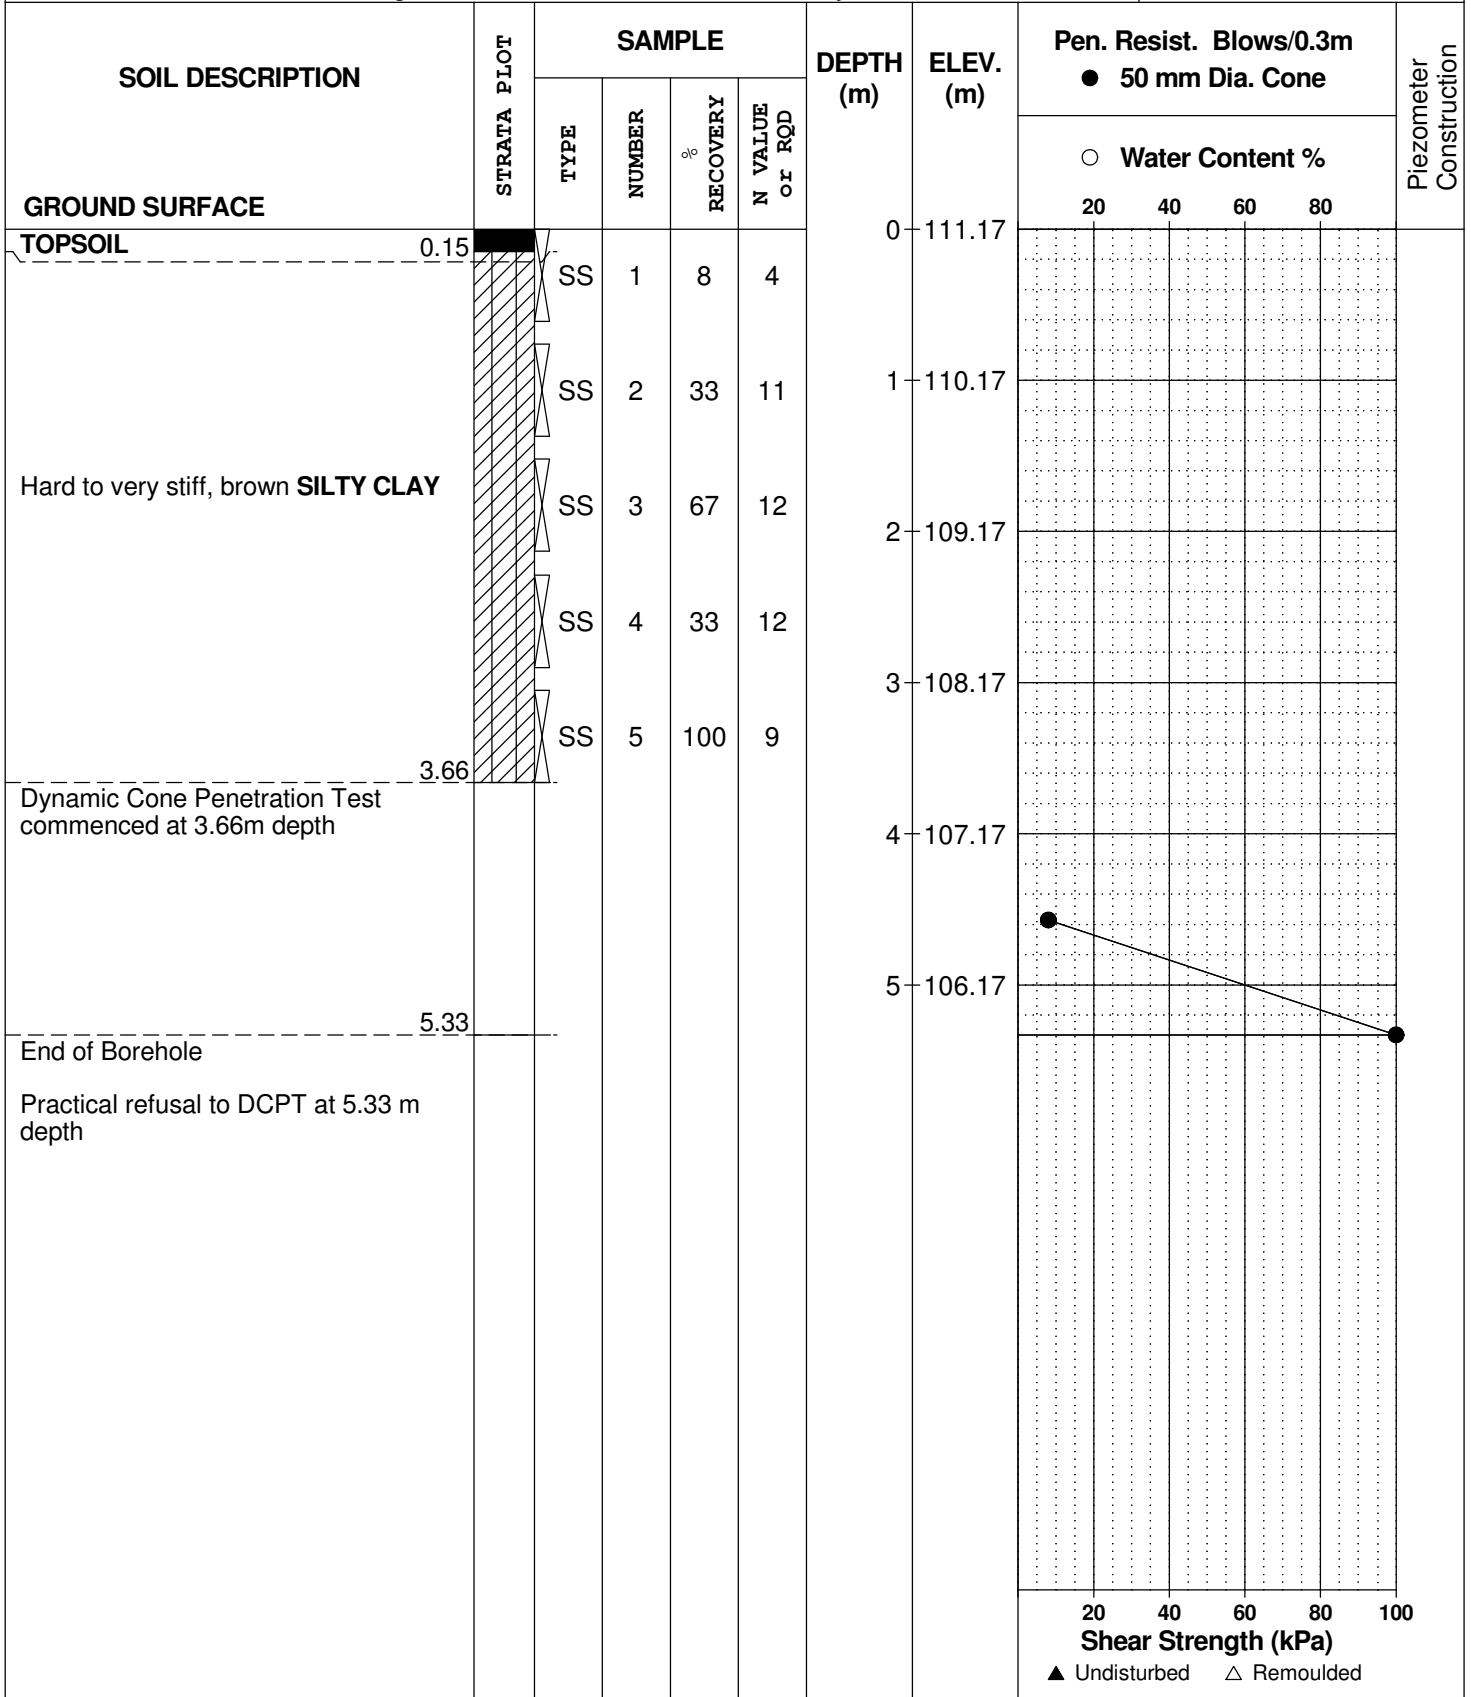 SOIL DESCRIPTION
GROUND SURFACE
STRATA PLOT
SAMPLE
TYPE
NUMBER
% RECOVERY
N VALUE
or RQD
DEPTH
(m)
ELEV.
(m)
Pen. Resist. Blows/0.3m
● 50 mm Dia. Cone
○ Water Content %
20 40 60 80
Piezometer
Construction
TOPSOIL 0.15
0 111.17
SS 1 8 4
1 110.17
SS 2 33 11
Hard to very stiff, brown SILTY CLAY
SS 3 67 12
2 109.17
SS 4 33 12
3 108.17
SS 5 100 9
3.66
Dynamic Cone Penetration Test
commenced at 3.66m depth
4 107.17
5 106.17
5.33
End of Borehole
Practical refusal to DCPT at 5.33 m
depth
20 40 60 80 100
Shear Strength (kPa)
▲ Undisturbed △ Remoulded